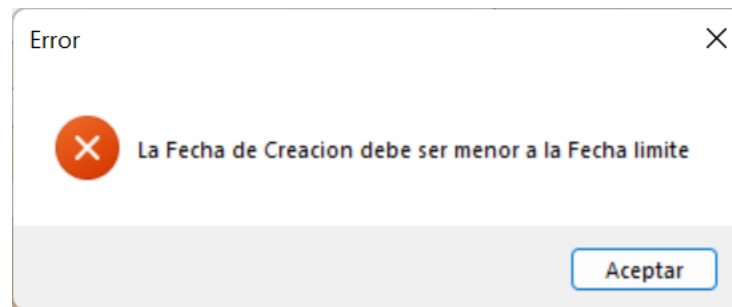 Error
La Fecha de Creacion debe ser menor a la Fecha limite
Aceptar